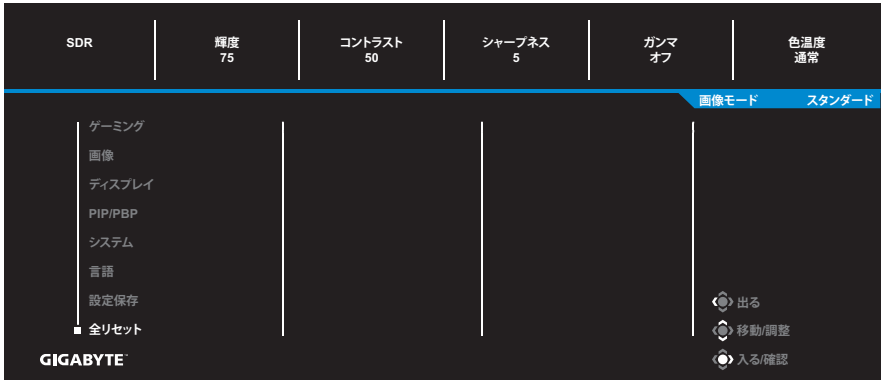 SDR
輝度
75
コントラスト
50
シャープネス
5
ガンマ
オフ
色温度
通常
画像モード スタンダード
ゲーミング
画像
ディスプレイ
PIP/PBP
システム
言語
設定保存
全リセット
出る
移動/調整
入る/確認
GIGABYTE™